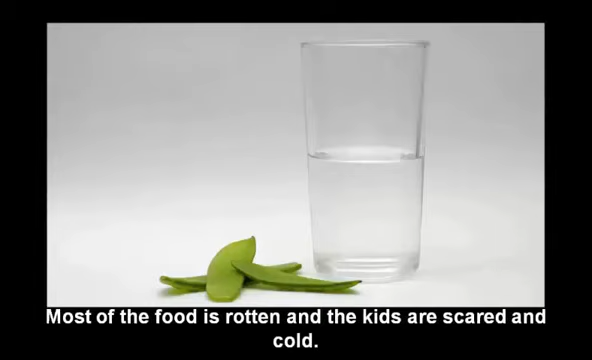 Most of the food is rotten and the kids are scared and
cold.